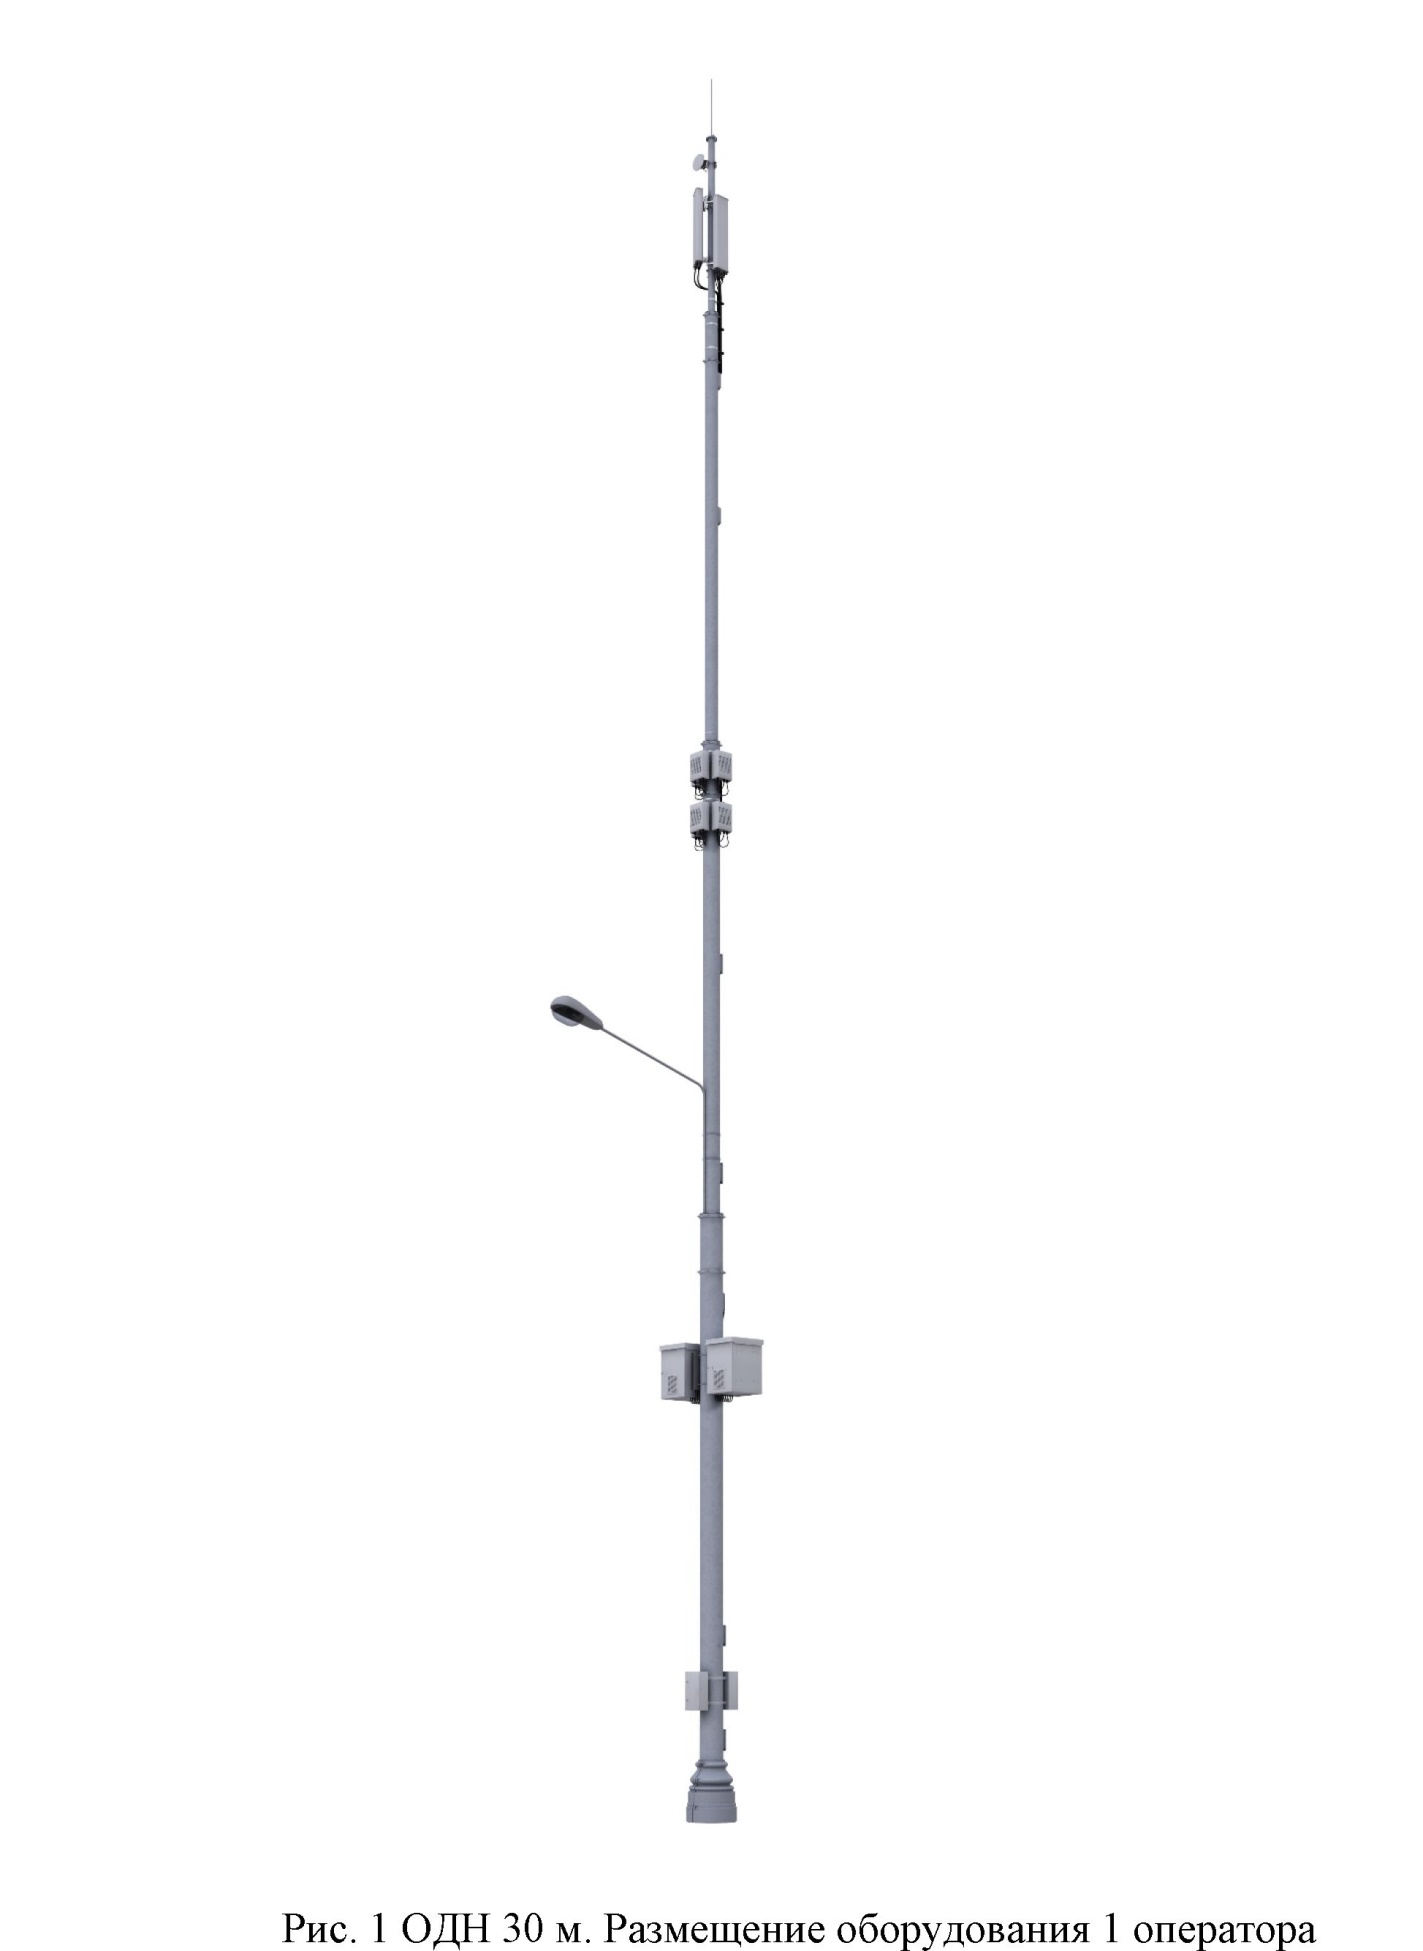 Рис. 1 ОДН 30 м. Размещение оборудования 1 оператора